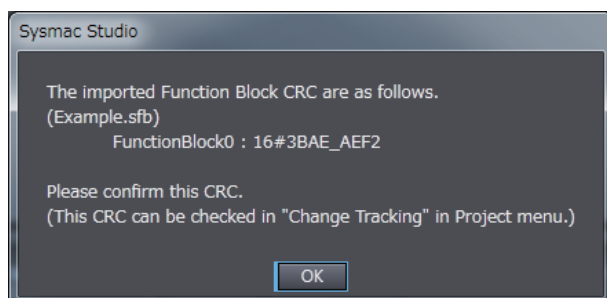 Sysmac Studio
The imported Function Block CRC are as follows.
(Example.sfb)
FunctionBlock0 : 16#3BAE_AEF2
Please confirm this CRC.
(This CRC can be checked in "Change Tracking" in Project menu.)
OK